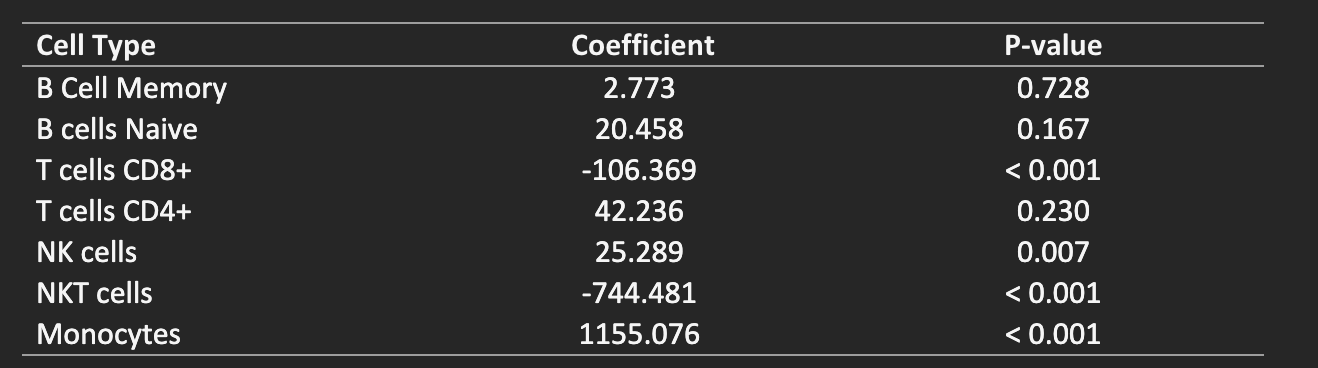 Cell Type Coefficient P-value
B Cell Memory 2.773 0.728
B cells Naive 20.458 0.167
T cells CD8+ -106.369 < 0.001
T cells CD4+ 42.236 0.230
NK cells 25.289 0.007
NKT cells -744.481 < 0.001
Monocytes 1155.076 < 0.001